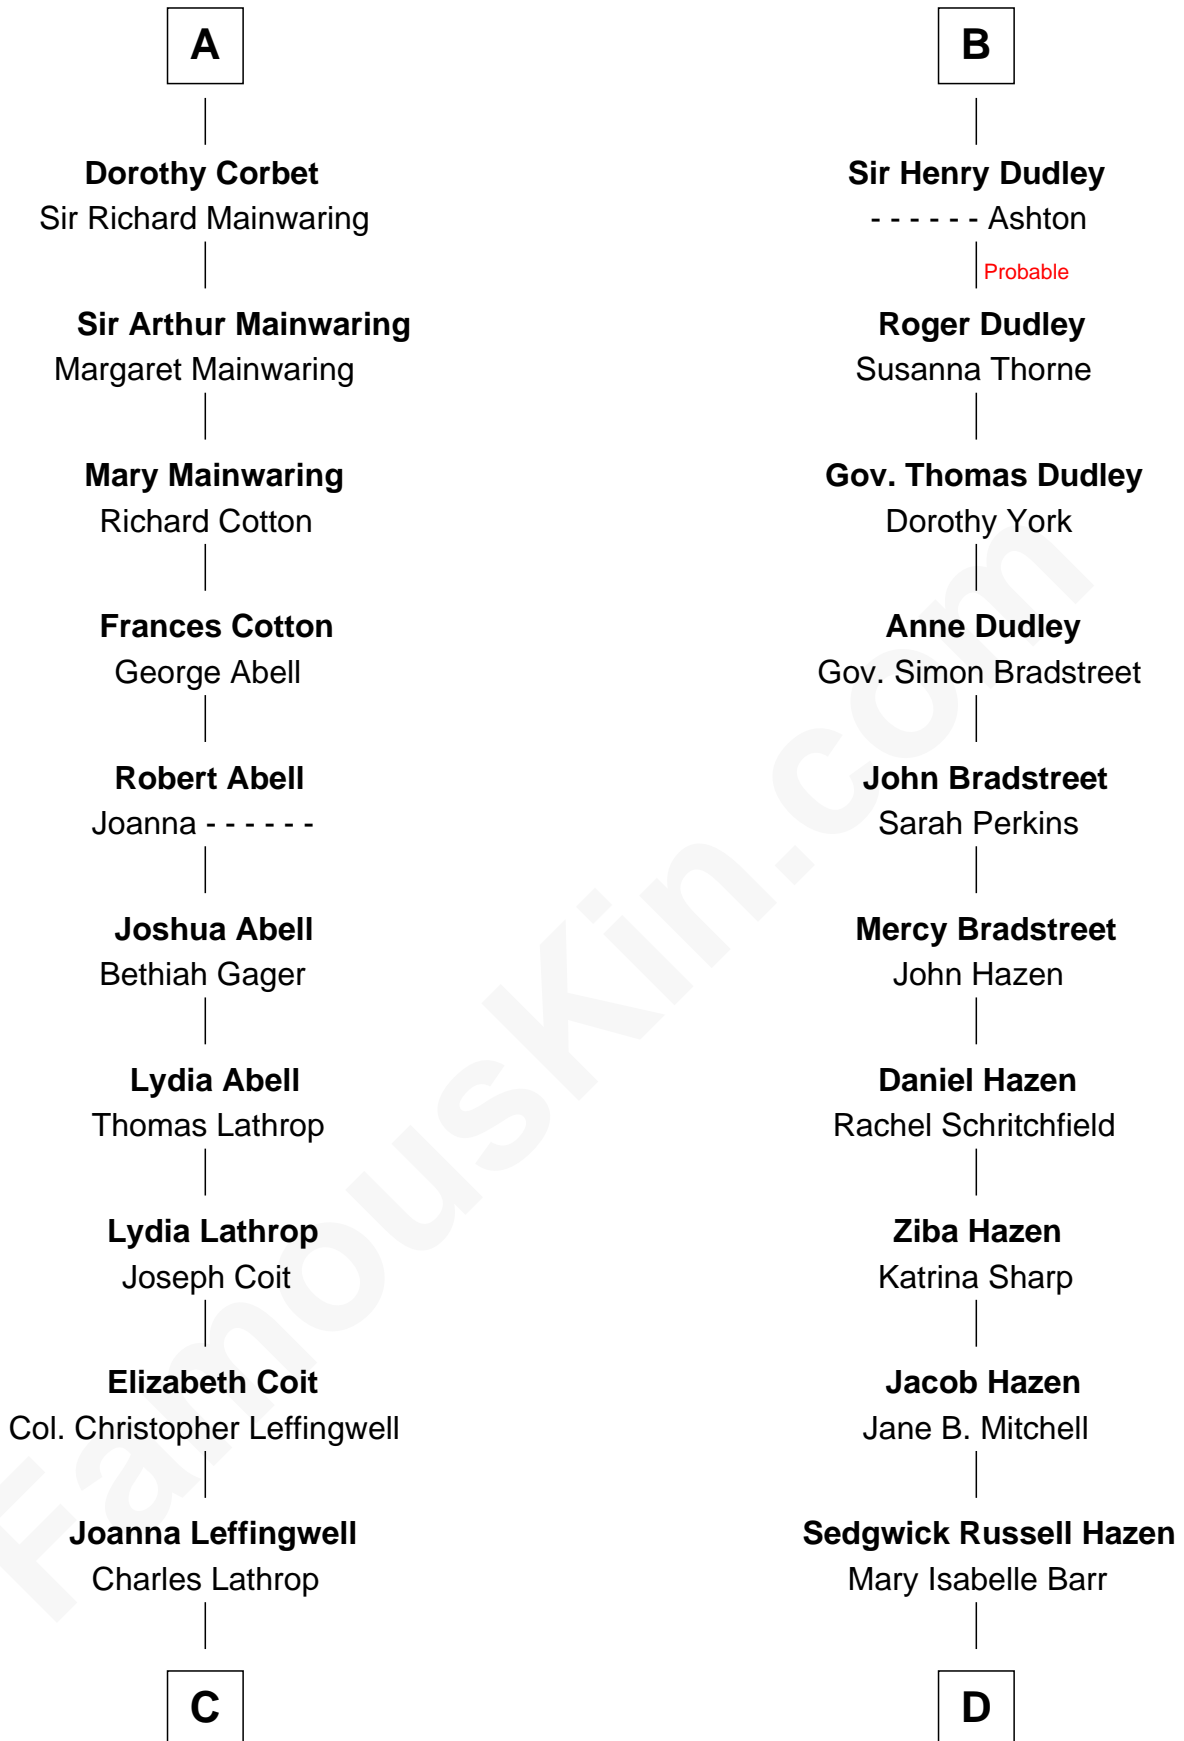 A
Dorothy Corbet
Sir Richard Mainwaring
Sir Arthur Mainwaring
Margaret Mainwaring
Mary Mainwaring
Richard Cotton
Frances Cotton
George Abell
Robert Abell
Joanna - - - - - -
Joshua Abell
Bethiah Gager
Lydia Abell
Thomas Lathrop
Lydia Lathrop
Joseph Coit
Elizabeth Coit
Col. Christopher Leffingwell
Joanna Leffingwell
Charles Lathrop
C
B
Sir Henry Dudley
- - - - - - Ashton
Probable
Roger Dudley
Susanna Thorne
Gov. Thomas Dudley
Dorothy York
Anne Dudley
Gov. Simon Bradstreet
John Bradstreet
Sarah Perkins
Mercy Bradstreet
John Hazen
Daniel Hazen
Rachel Schritchfield
Ziba Hazen
Katrina Sharp
Jacob Hazen
Jane B. Mitchell
Sedgwick Russell Hazen
Mary Isabelle Barr
D
FamousKin.com